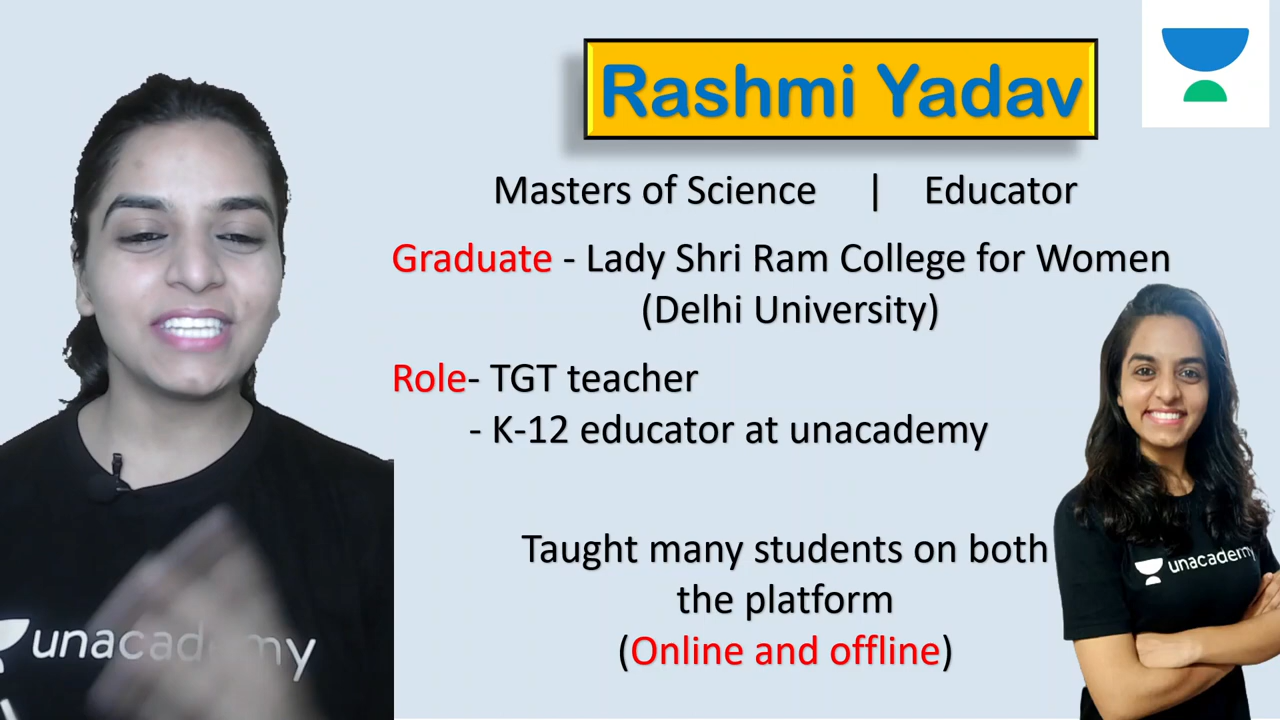 Rashmi Yadav
Masters of Science | Educator
Graduate - Lady Shri Ram College for Women
(Delhi University)
Role- TGT teacher
- K-12 educator at unacademy
Taught many students on both
the platform
(Online and offline)
unacademy
unacademy